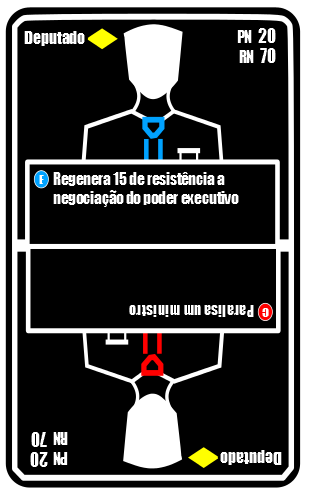 Deputado
PN 20
RN 70
E Regenera 15 de resistência a
negociação do poder executivo
C Paralisa um ministro
Deputado
PN 20
RN 70